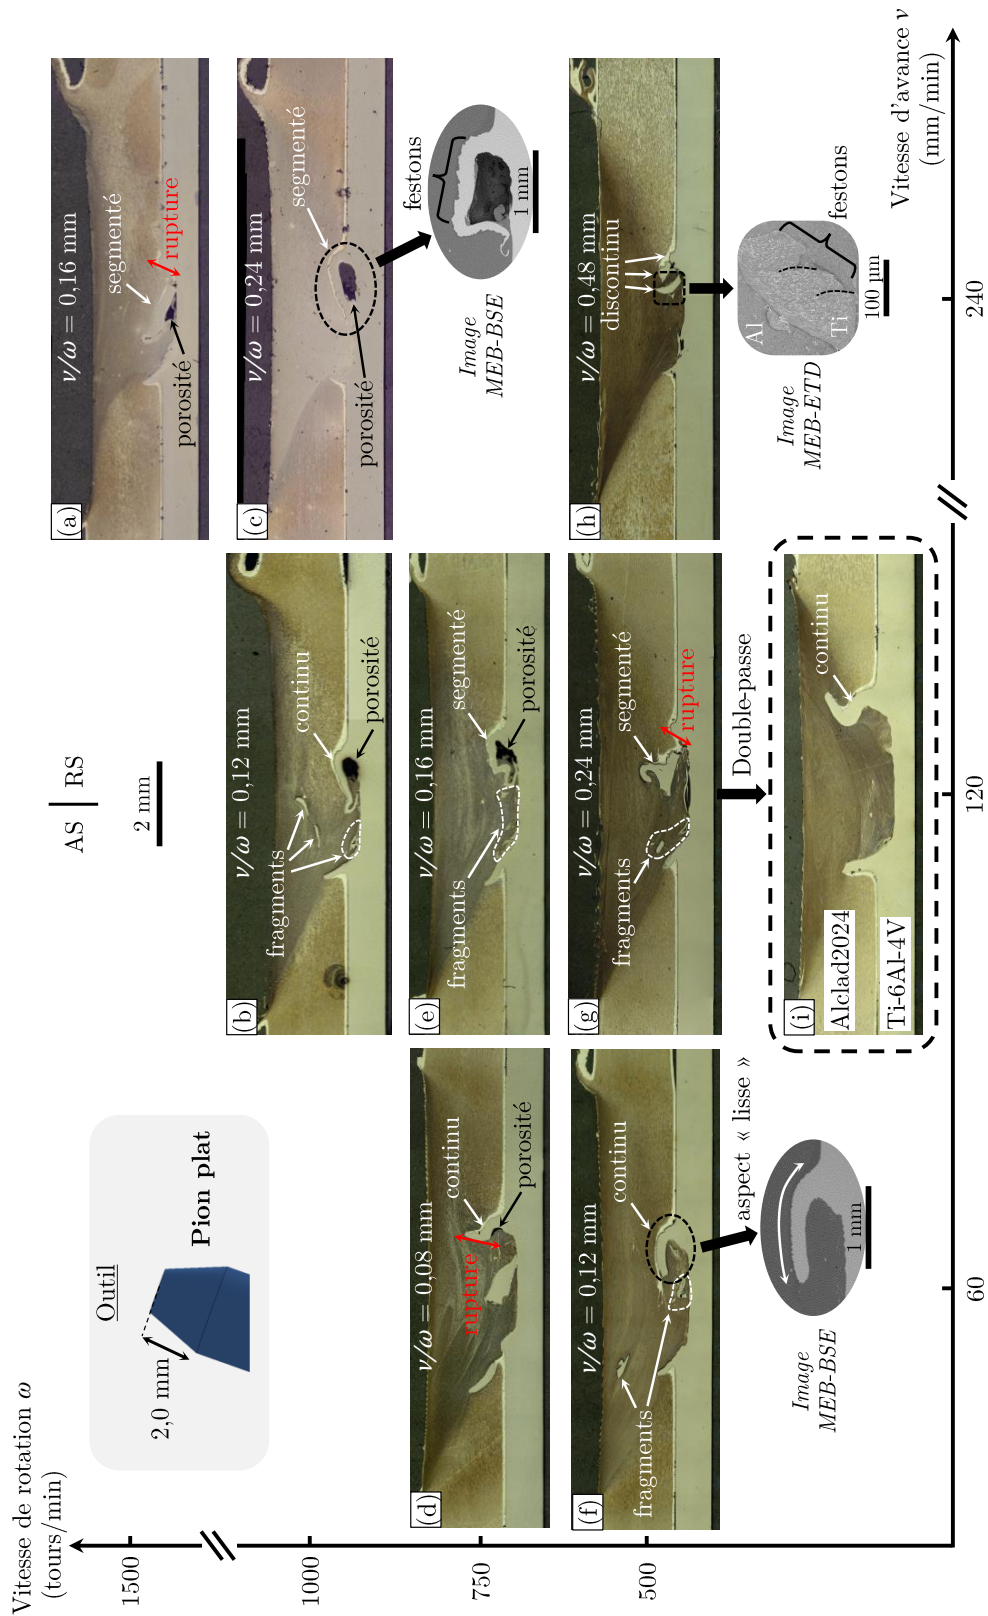 Vitesse de rotation ω
(tours/min)
1500
1000
750
500
Outil
2,0 mm
Pion plat
AS | RS
2 mm
(a)
v/ω = 0,16 mm
segmenté
rupture
porosité
(b)
v/ω = 0,12 mm
fragments
continu
porosité
(c)
v/ω = 0,24 mm
segmenté
porosité
Image
MEB-BSE
festons
1 mm
(d)
v/ω = 0,08 mm
rupture
continu
porosité
(e)
v/ω = 0,16 mm
fragments
segmenté
porosité
(f)
v/ω = 0,12 mm
fragments
continu
aspect « lisse »
Image
MEB-BSE
1 mm
(g)
v/ω = 0,24 mm
fragments
segmenté
rupture
Double-passe
(h)
v/ω = 0,48 mm
discontinu
Image
MEB-ETD
Al
Ti
festons
100 µm
(i)
Alclad2024
Ti-6Al-4V
continu
60
120
240
Vitesse d'avance v
(mm/min)